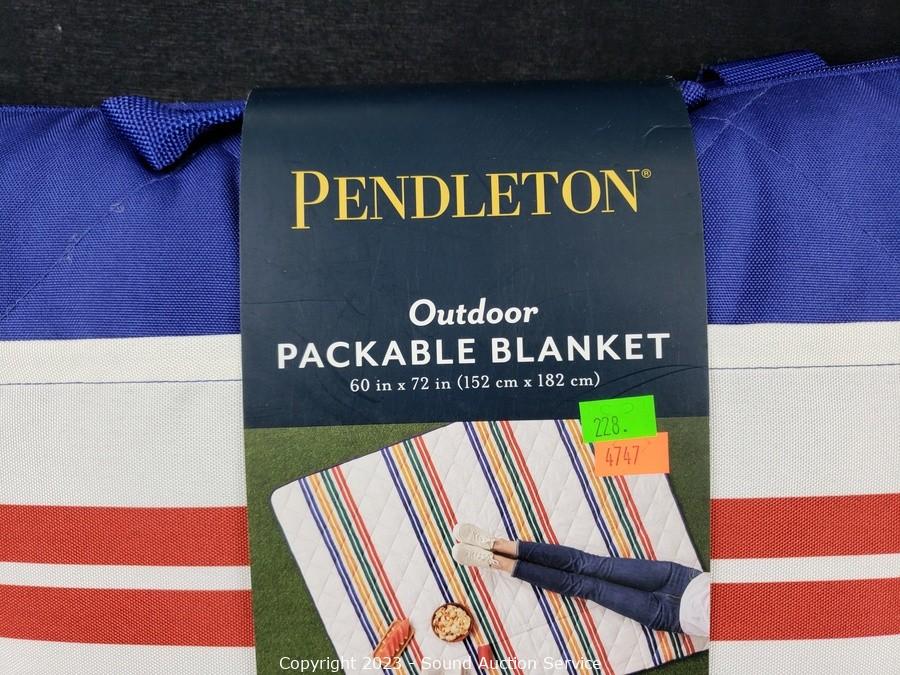 PENDLETON®
Outdoor
PACKABLE BLANKET
60 in x 72 in (152 cm x 182 cm)
228.
4747
Copyright 2023 - Sound Auction Service